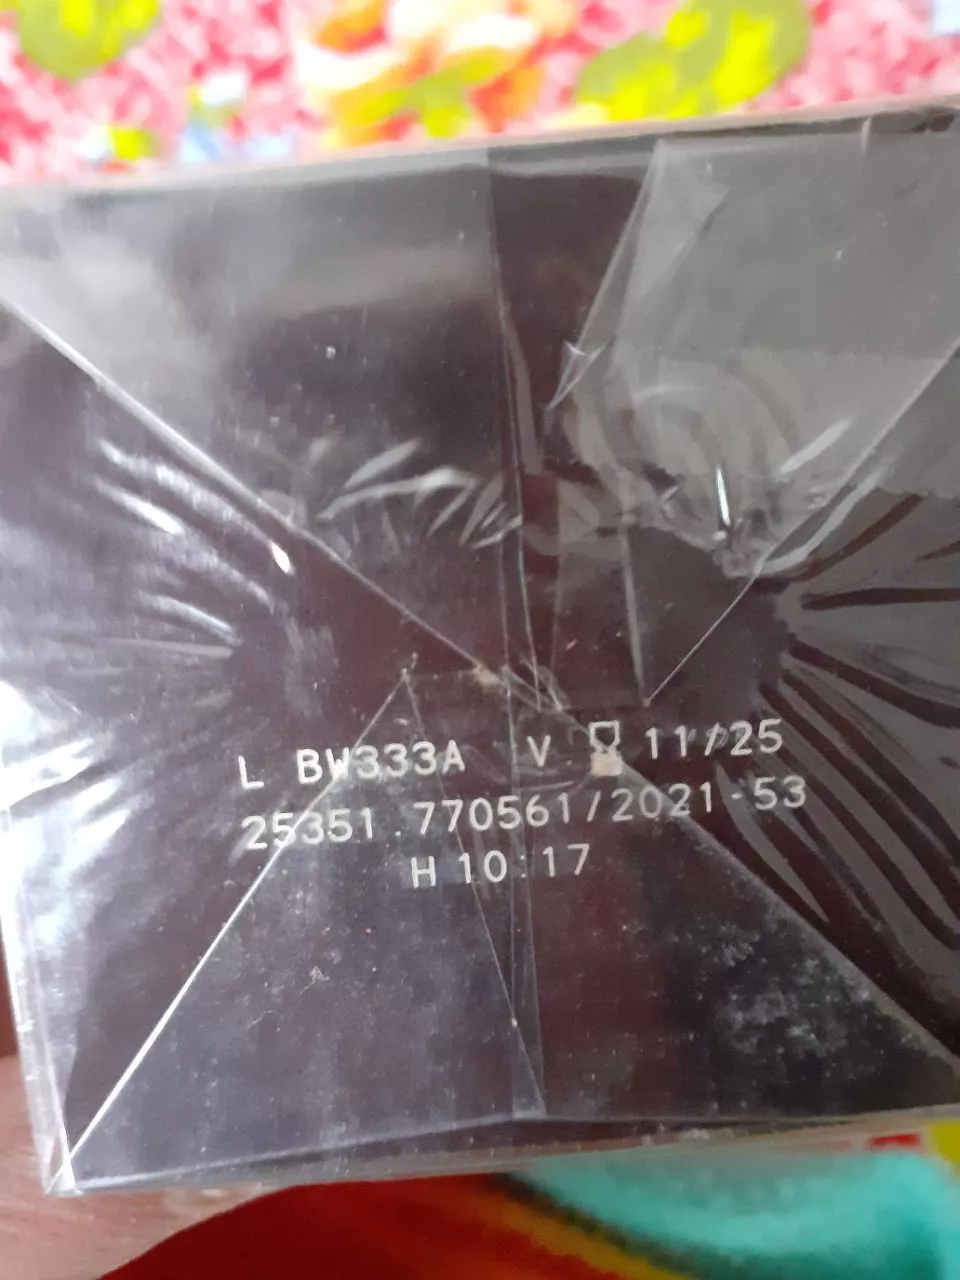 L BW333A V ⌛ 11/25
25351.770561/2021-53
H 10:17